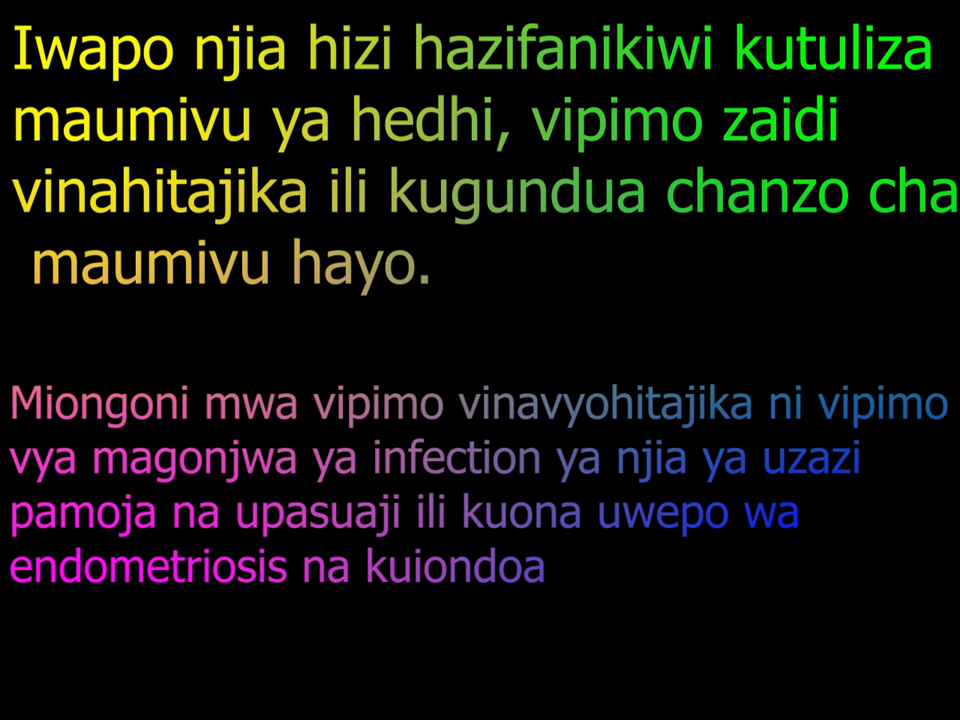 Iwapo njia hizi hazifanikiwi kutuliza
maumivu ya hedhi, vipimo zaidi
vinahitajika ili kugundua chanzo cha
maumivu hayo.
Miongoni mwa vipimo vinavyohitajika ni vipimo
vya magonjwa ya infection ya njia ya uzazi
pamoja na upasuaji ili kuona uwepo wa
endometriosis na kuiondoa